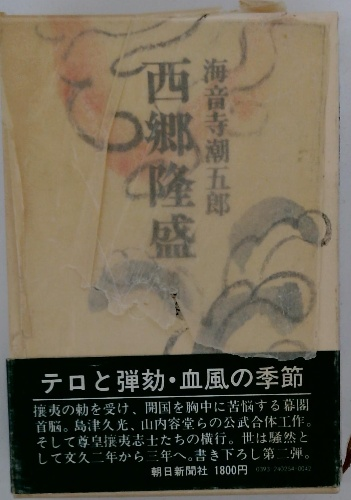 海音寺潮五郎
西郷隆盛
テロと弾劾・血風の季節
攘夷の勅を受け、開国を胸中に苦悩する幕閣
首脳。島津久光、山内容堂らの公武合体工作。
そして尊皇攘夷志士たちの横行。世は騒然と
して文久二年から三年へ。書き下ろし第二弾。
朝日新聞社 1800円
0393-240254-0042